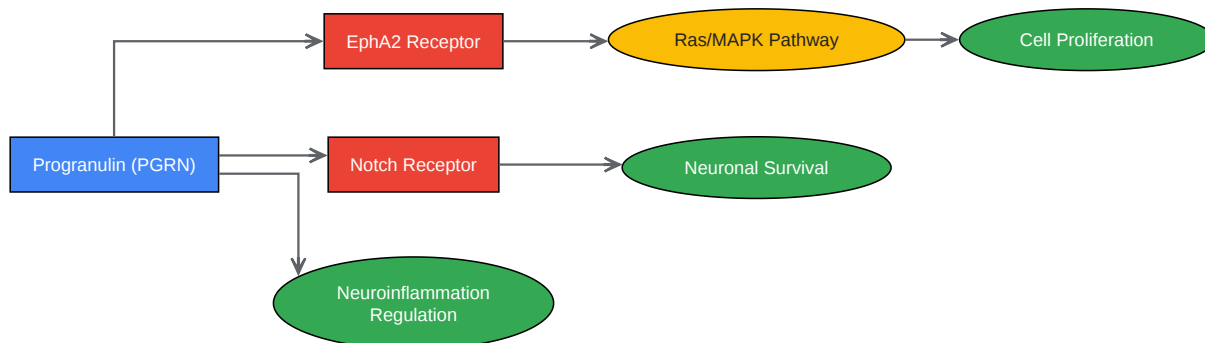 EphA2 Receptor
Ras/MAPK Pathway
Cell Proliferation
Progranulin (PGRN)
Notch Receptor
Neuronal Survival
Neuroinflammation
Regulation